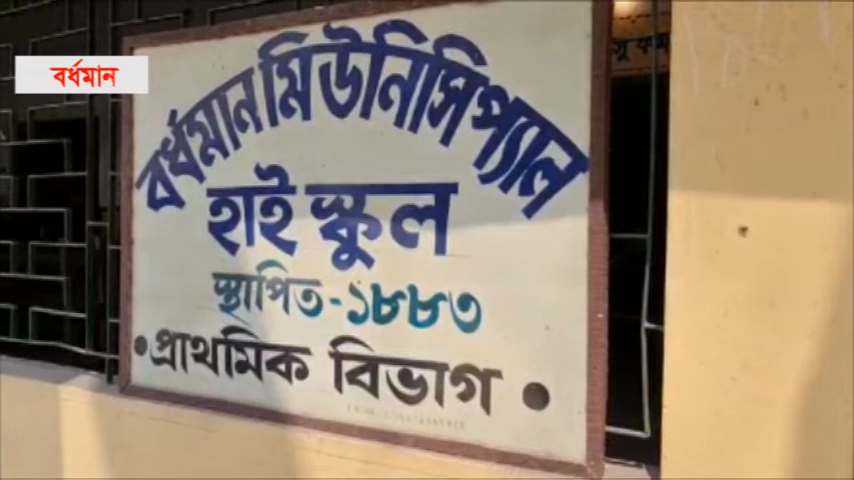 বর্ধমান
বর্ধমান মিউনিসিপ্যাল
হাই স্কুল
স্থাপিত-১৮৮৩
•প্রাথমিক বিভাগ•